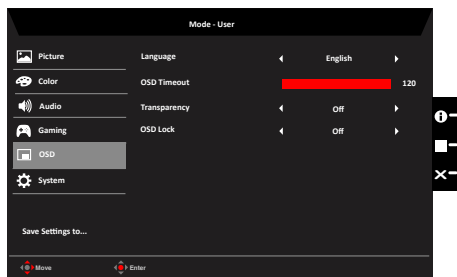 Mode - User
Picture
Language English
Color
OSD Timeout 120
Audio
Transparency Off
Gaming
OSD Lock Off
OSD
System
Save Settings to...
Move Enter